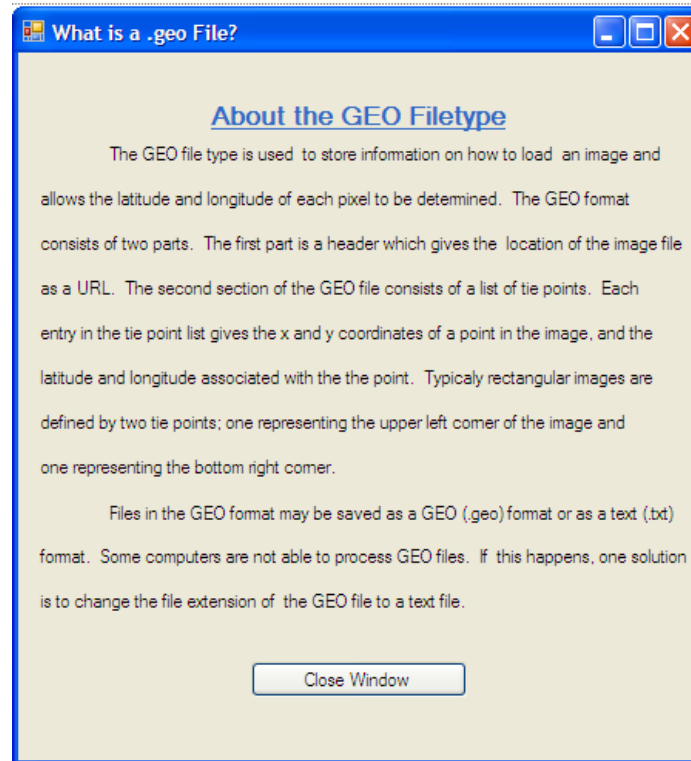 What is a .geo File?
About the GEO Filetype
The GEO file type is used to store information on how to load an image and
allows the latitude and longitude of each pixel to be determined. The GEO format
consists of two parts. The first part is a header which gives the location of the image file
as a URL. The second section of the GEO file consists of a list of tie points. Each
entry in the tie point list gives the x and y coordinates of a point in the image, and the
latitude and longitude associated with the the point. Typicaly rectangular images are
defined by two tie points; one representing the upper left corner of the image and
one representing the bottom right corner.
Files in the GEO format may be saved as a GEO (.geo) format or as a text (.txt)
format. Some computers are not able to process GEO files. If this happens, one solution
is to change the file extension of the GEO file to a text file.
Close Window